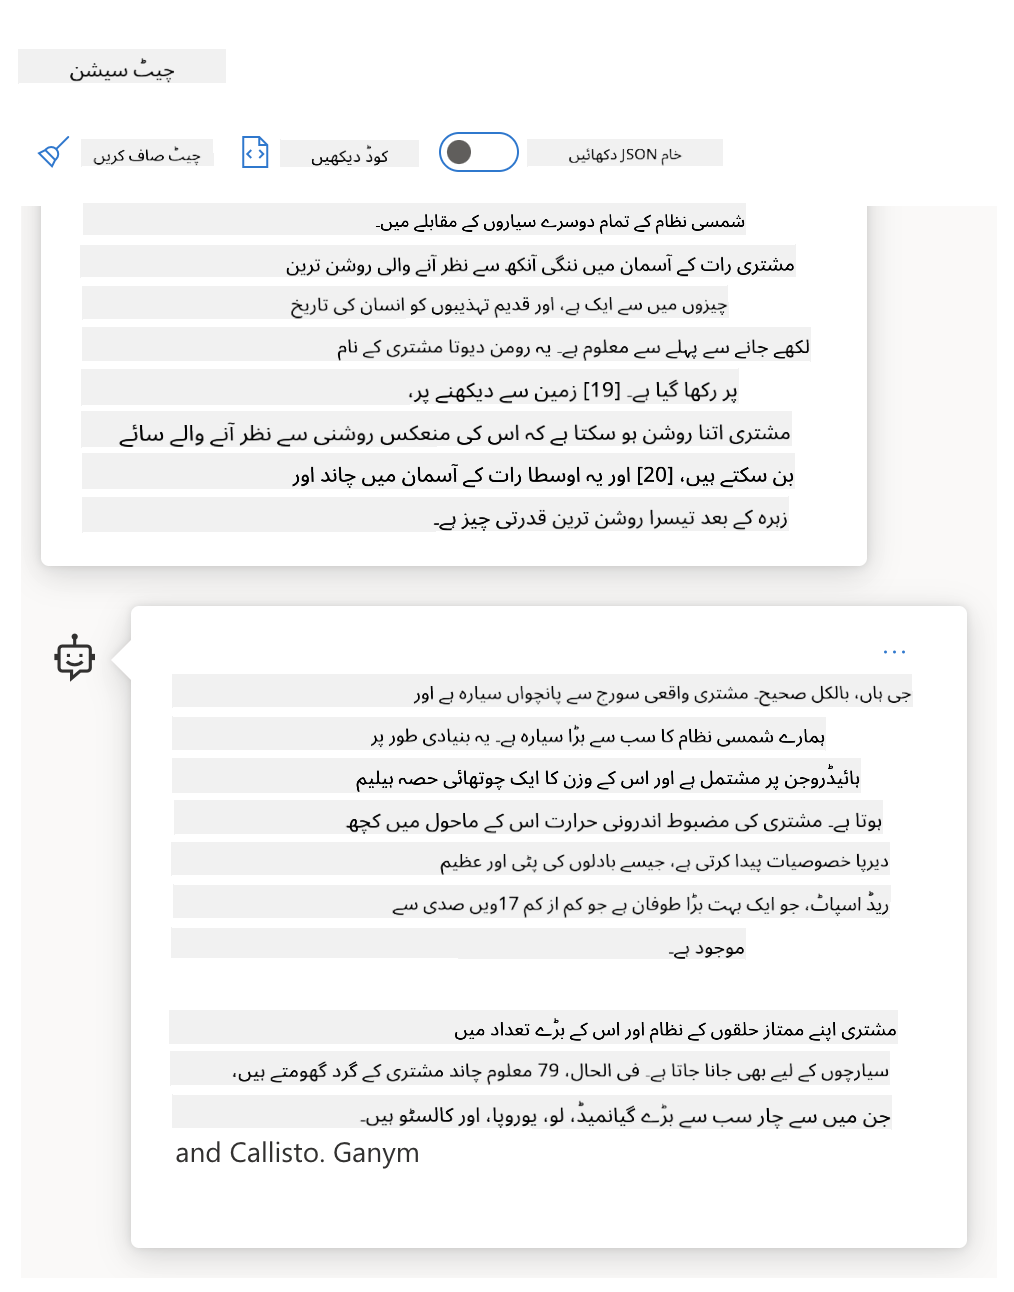 چیٹ سیشن
چیٹ صاف کریں
کوڈ دیکھیں
خام JSON دکھائیں
شمسی نظام کے تمام دوسرے سیاروں کے مقابلے میں۔
مشتری رات کے آسمان میں ننگی آنکھ سے نظر آنے والی روشن ترین
چیزوں میں سے ایک ہے، اور قدیم تہذیبوں کو انسان کی تاریخ
لکھے جانے سے پہلے سے معلوم ہے۔ یہ رومن دیوتا مشتری کے نام
پر رکھا گیا ہے۔ [19] زمین سے دیکھنے پر،
مشتری اتنا روشن ہو سکتا ہے کہ اس کی منعکس روشنی سے نظر آنے والے سائے
بن سکتے ہیں، [20] اور یہ اوسطا رات کے آسمان میں چاند اور
زہرہ کے بعد تیسرا روشن ترین قدرتی چیز ہے۔
...
جی ہاں، بالکل صحیح۔ مشتری واقعی سورج سے پانچواں سیارہ ہے اور
ہمارے شمسی نظام کا سب سے بڑا سیارہ ہے۔ یہ بنیادی طور پر
ہائیڈروجن پر مشتمل ہے اور اس کے وزن کا ایک چوتھائی حصہ ہیلیم
ہوتا ہے۔ مشتری کی مضبوط اندرونی حرارت اس کے ماحول میں کچھ
دیرپا خصوصیات پیدا کرتی ہے، جیسے بادلوں کی پٹی اور عظیم
ریڈ اسپاٹ، جو ایک بہت بڑا طوفان ہے جو کم از کم 17ویں صدی سے
موجود ہے۔
مشتری اپنے ممتاز حلقوں کے نظام اور اس کے بڑے تعداد میں
سیارچوں کے لیے بھی جانا جاتا ہے۔ فی الحال، 79 معلوم چاند مشتری کے گرد گھومتے ہیں،
جن میں سے چار سب سے بڑے گیانمیڈ، لو، یوروپا، اور کالسٹو ہیں۔
and Callisto. Ganym